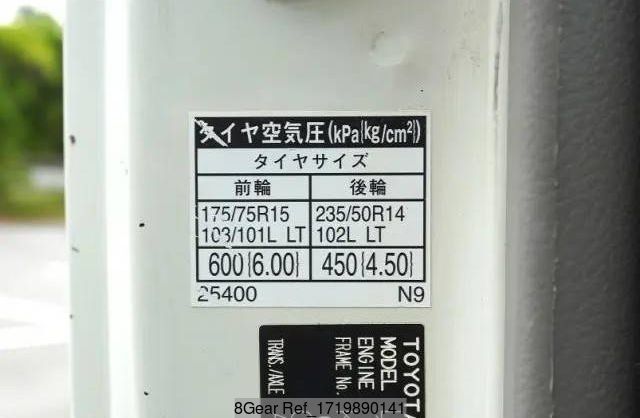 タイヤ空気圧(kPa{kg/cm²})
タイヤサイズ
前輪 後輪
175/75R15 235/50R14
103/101L LT 102L LT
600{6.00} 450{4.50}
25400 N9
TOYOT
MODEL
ENGINE
FRAME No.
TRANS./AXLE
8Gear Ref_1719890141